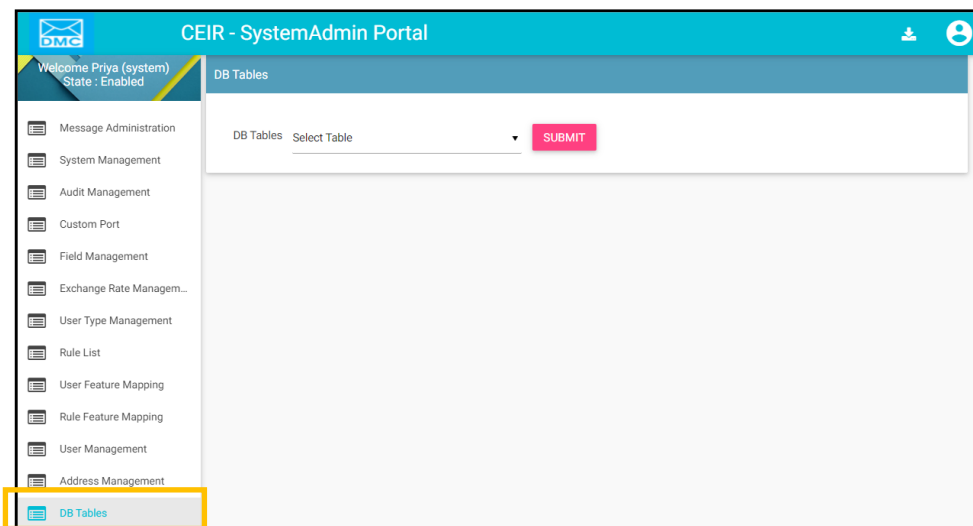 DMC
CEIR - SystemAdmin Portal
Welcome Priya (system)
State : Enabled
DB Tables
DB Tables Select Table SUBMIT
Message Administration
System Management
Audit Management
Custom Port
Field Management
Exchange Rate Managem...
User Type Management
Rule List
User Feature Mapping
Rule Feature Mapping
User Management
Address Management
DB Tables